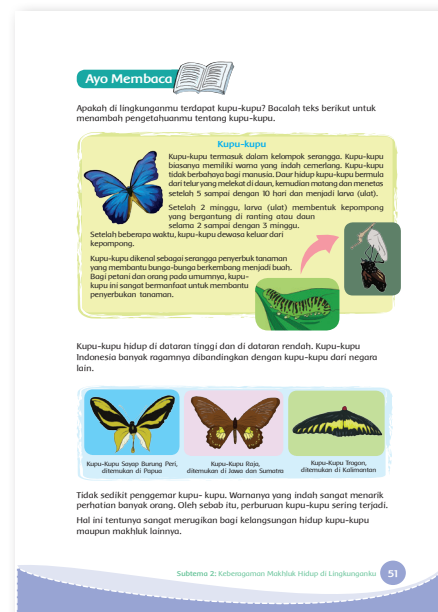 Ayo Membaca
Apakah di lingkunganmu terdapat kupu-kupu? Bacalah teks berikut untuk
menambah pengetahuanmu tentang kupu-kupu.
Kupu-kupu
Kupu-kupu termasuk dalam kelompok serangga. Kupu-kupu
biasanya memiliki warna yang indah cemerlang. Kupu-kupu
tidak berbahaya bagi manusia. Daur hidup kupu-kupu bermula
dari telur yang melekat di daun, kemudian matang dan menetas
setelah 5 sampai dengan 10 hari dan menjadi larva (ulat).
Setelah 2 minggu, larva (ulat) membentuk kepompong
yang bergantung di ranting atau daun
selama 2 sampai dengan 3 minggu.
Setelah beberapa waktu, kupu-kupu dewasa keluar dari
kepompong.
Kupu-kupu dikenal sebagai serangga penyerbuk tanaman
yang membantu bunga-bunga berkembang menjadi buah.
Bagi petani dan orang pada umumnya, kupu-
kupu ini sangat bermanfaat untuk membantu
penyerbukan tanaman.
Kupu-kupu hidup di dataran tinggi dan di dataran rendah. Kupu-kupu
Indonesia banyak ragamnya dibandingkan dengan kupu-kupu dari negara
lain.
Kupu-Kupu Sayap Burung Peri,
ditemukan di Papua
Kupu-Kupu Raja,
ditemukan di Jawa dan Sumatra
Kupu-Kupu Trogon,
ditemukan di Kalimantan
Tidak sedikit penggemar kupu- kupu. Warnanya yang indah sangat menarik
perhatian banyak orang. Oleh sebab itu, perburuan kupu-kupu sering terjadi.
Hal ini tentunya sangat merugikan bagi kelangsungan hidup kupu-kupu
maupun makhluk lainnya.
Subtema 2: Keberagaman Makhluk Hidup di Lingkunganku
51